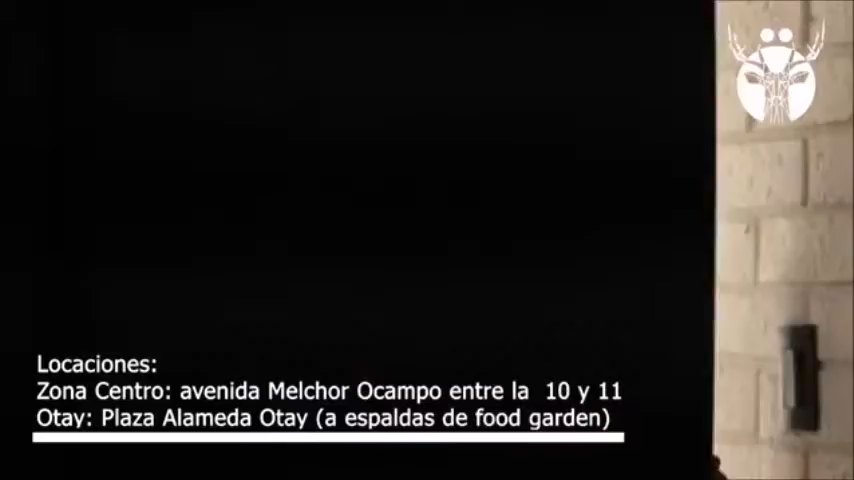 Locaciones:
Zona Centro: avenida Melchor Ocampo entre la 10 y 11
Otay: Plaza Alameda Otay (a espaldas de food garden)